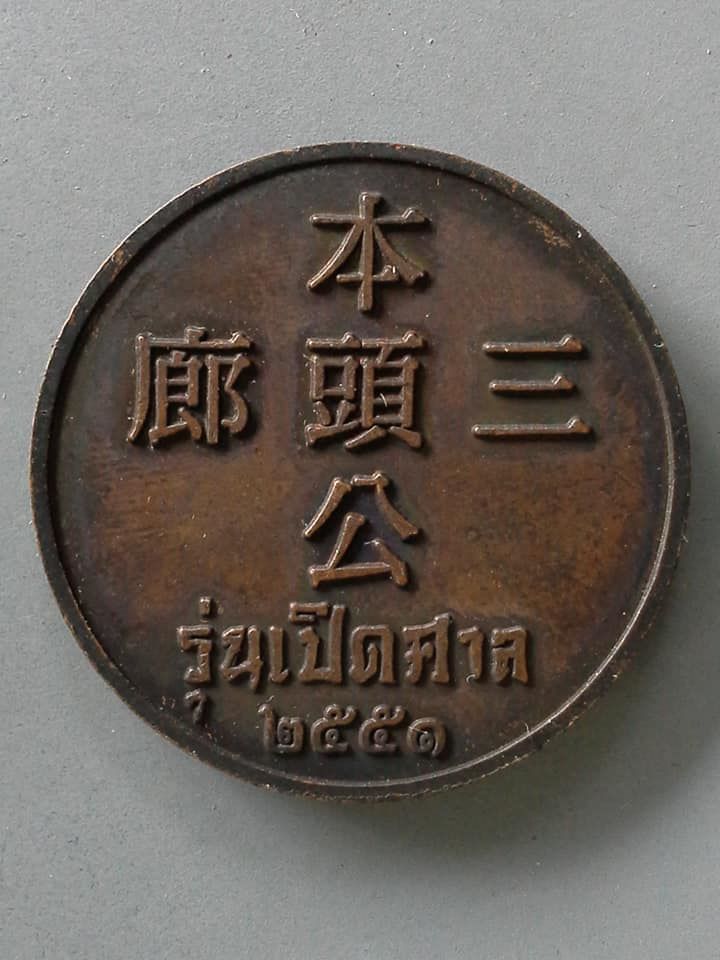 本
廊 頭 三
公
รุ่นเปิดศาล
๒๕๕๑